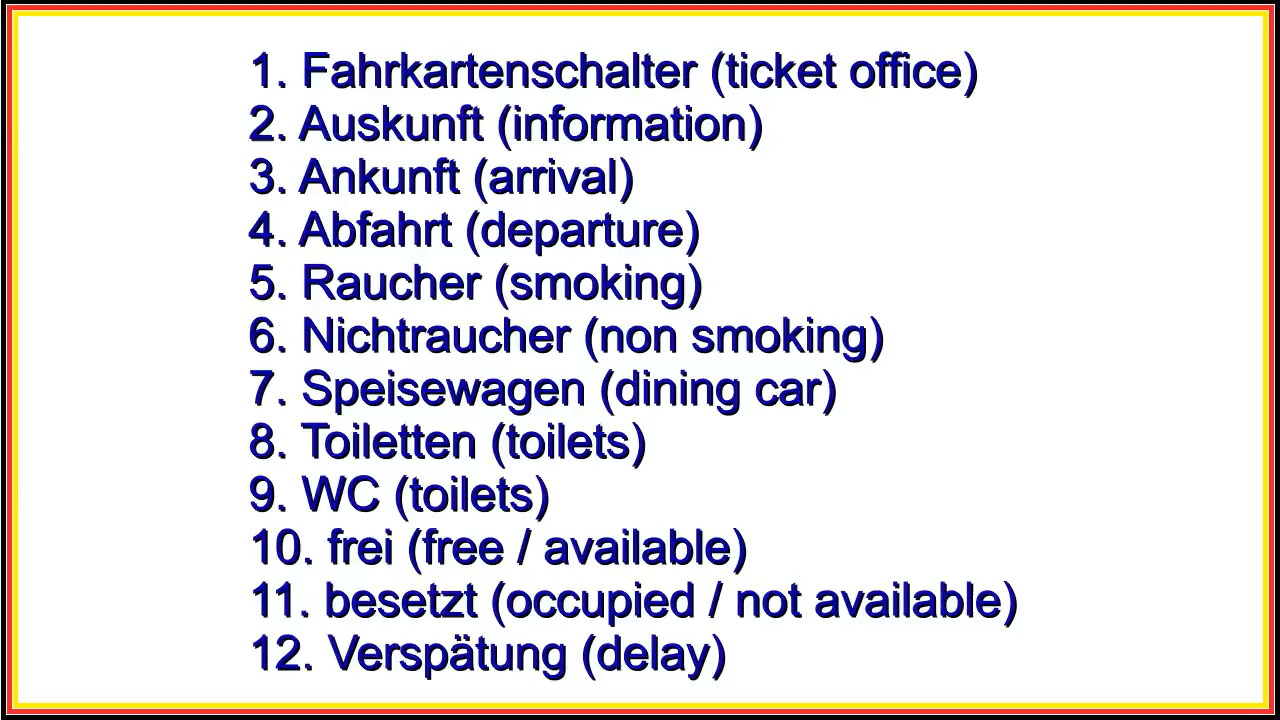 1. Fahrkartenschalter (ticket office)
2. Auskunft (information)
3. Ankunft (arrival)
4. Abfahrt (departure)
5. Raucher (smoking)
6. Nichtraucher (non smoking)
7. Speisewagen (dining car)
8. Toiletten (toilets)
9. WC (toilets)
10. frei (free / available)
11. besetzt (occupied / not available)
12. Verspätung (delay)